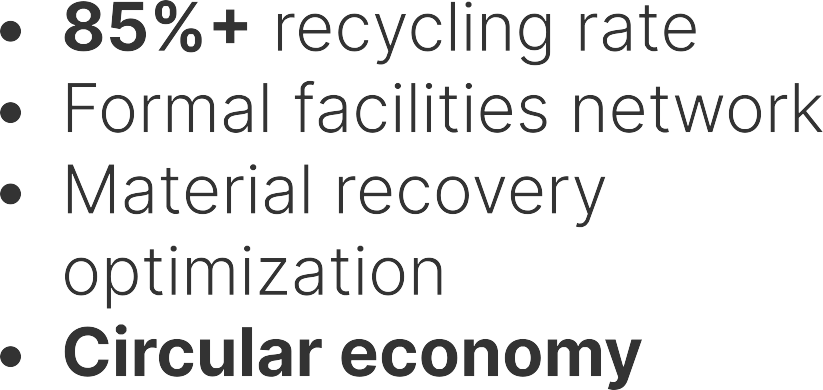 • 85%+ recycling rate
• Formal facilities network
• Material recovery
optimization
• Circular economy